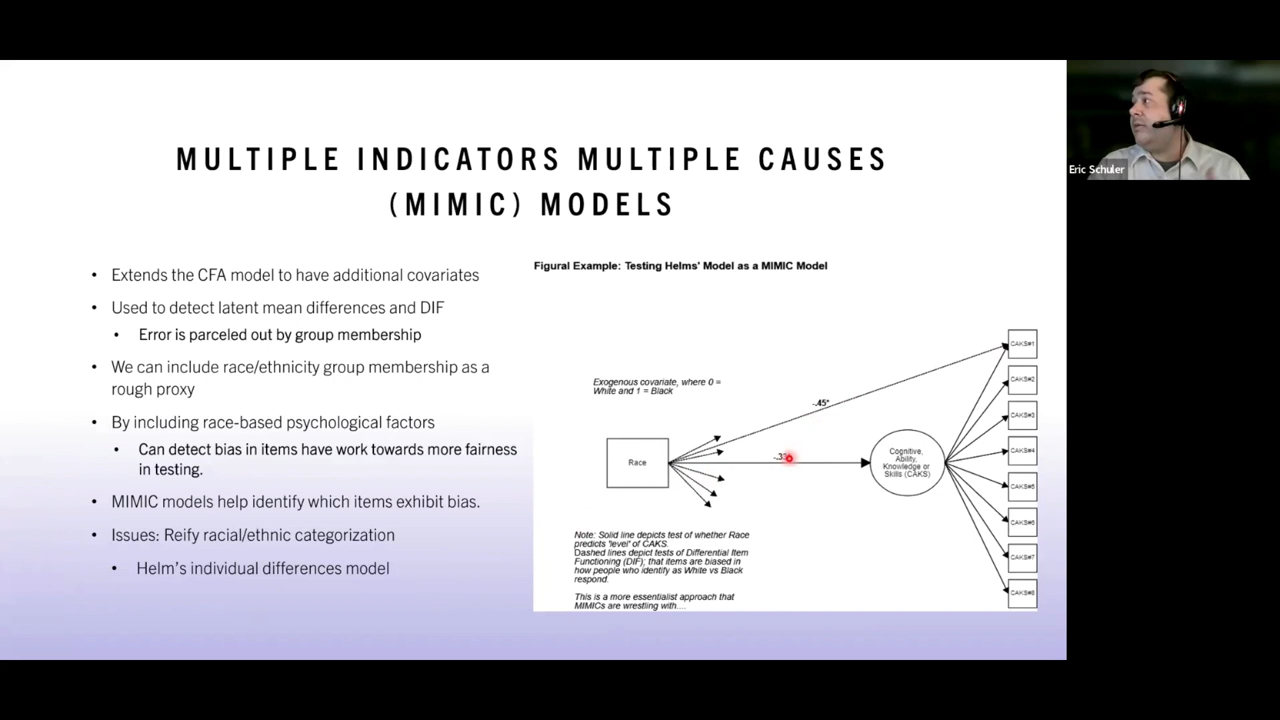 MULTIPLE INDICATORS MULTIPLE CAUSES
(MIMIC) MODELS
Eric Schuler
• Extends the CFA model to have additional covariates
• Used to detect latent mean differences and DIF
• Error is parceled out by group membership
• We can include race/ethnicity group membership as a
rough proxy
• By including race-based psychological factors
• Can detect bias in items have work towards more fairness
in testing.
• MIMIC models help identify which items exhibit bias.
• Issues: Reify racial/ethnic categorization
• Helm's individual differences model
Figural Example: Testing Helms' Model as a MIMIC Model
Exogenous covariate, where 0 =
White and 1 = Black
-.45*
Race
Cognitive,
Ability,
Knowledge or
Skills (CAKS)
CAKS#1
CAKS#2
CAKS#3
CAKS#4
CAKS#5
CAKS#6
CAKS#7
CAKS#8
Note: Solid line depicts test of whether Race
predicts 'level' of CAKS.
Dashed lines depict tests of Differential Item
Functioning (DIF); that items are biased in
how people who identify as White vs Black
respond.
This is a more essentialist approach that
MIMICs are wrestling with....